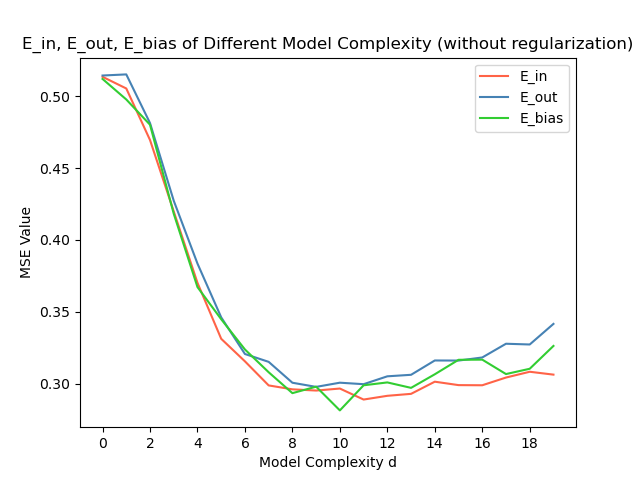 E_in, E_out, E_bias of Different Model Complexity (without regularization)
E_in
E_out
E_bias
0.50
0.45
0.40
0.35
0.30
MSE Value
0 2 4 6 8 10 12 14 16 18
Model Complexity d